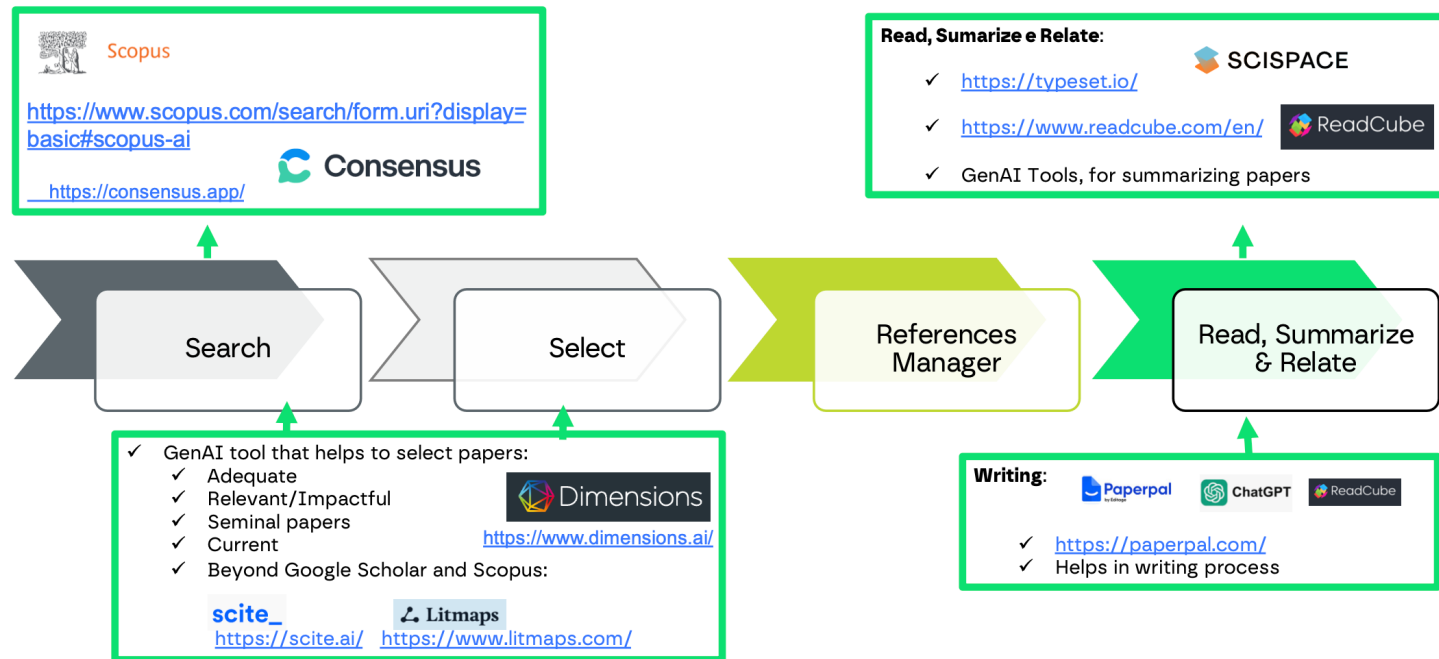 Scopus
https://www.scopus.com/search/form.uri?display=
basic#scopus-ai
Consensus
https://consensus.app/
Read, Sumarize e Relate:
SCISPACE
✓ https://typeset.io/
✓ https://www.readcube.com/en/
ReadCube
✓ GenAI Tools, for summarizing papers
Search
Select
References
Manager
Read, Summarize
& Relate
✓ GenAI tool that helps to select papers:
✓ Adequate
✓ Relevant/Impactful
✓ Seminal papers
✓ Current
✓ Beyond Google Scholar and Scopus:
Dimensions
https://www.dimensions.ai/
scite_
https://scite.ai/
Litmaps
https://www.litmaps.com/
Writing:
Paperpal
by Editage
ChatGPT
ReadCube
✓ https://paperpal.com/
✓ Helps in writing process